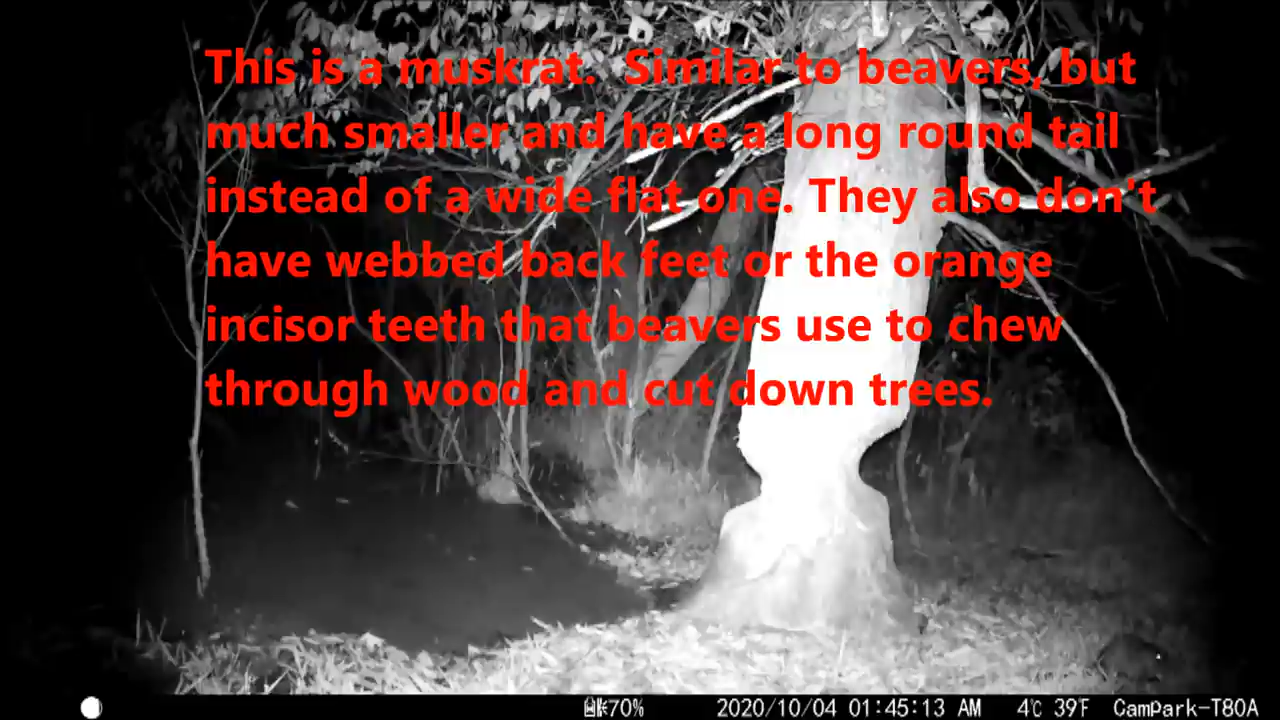 This is a muskrat. Similar to beavers, but
much smaller and have a long round tail
instead of a wide flat one. They also don't
have webbed back feet or the orange
incisor teeth that beavers use to chew
through wood and cut down trees.
70% 2020/10/04 01:45:13 AM 4℃ 39℉ CamPark-T80A